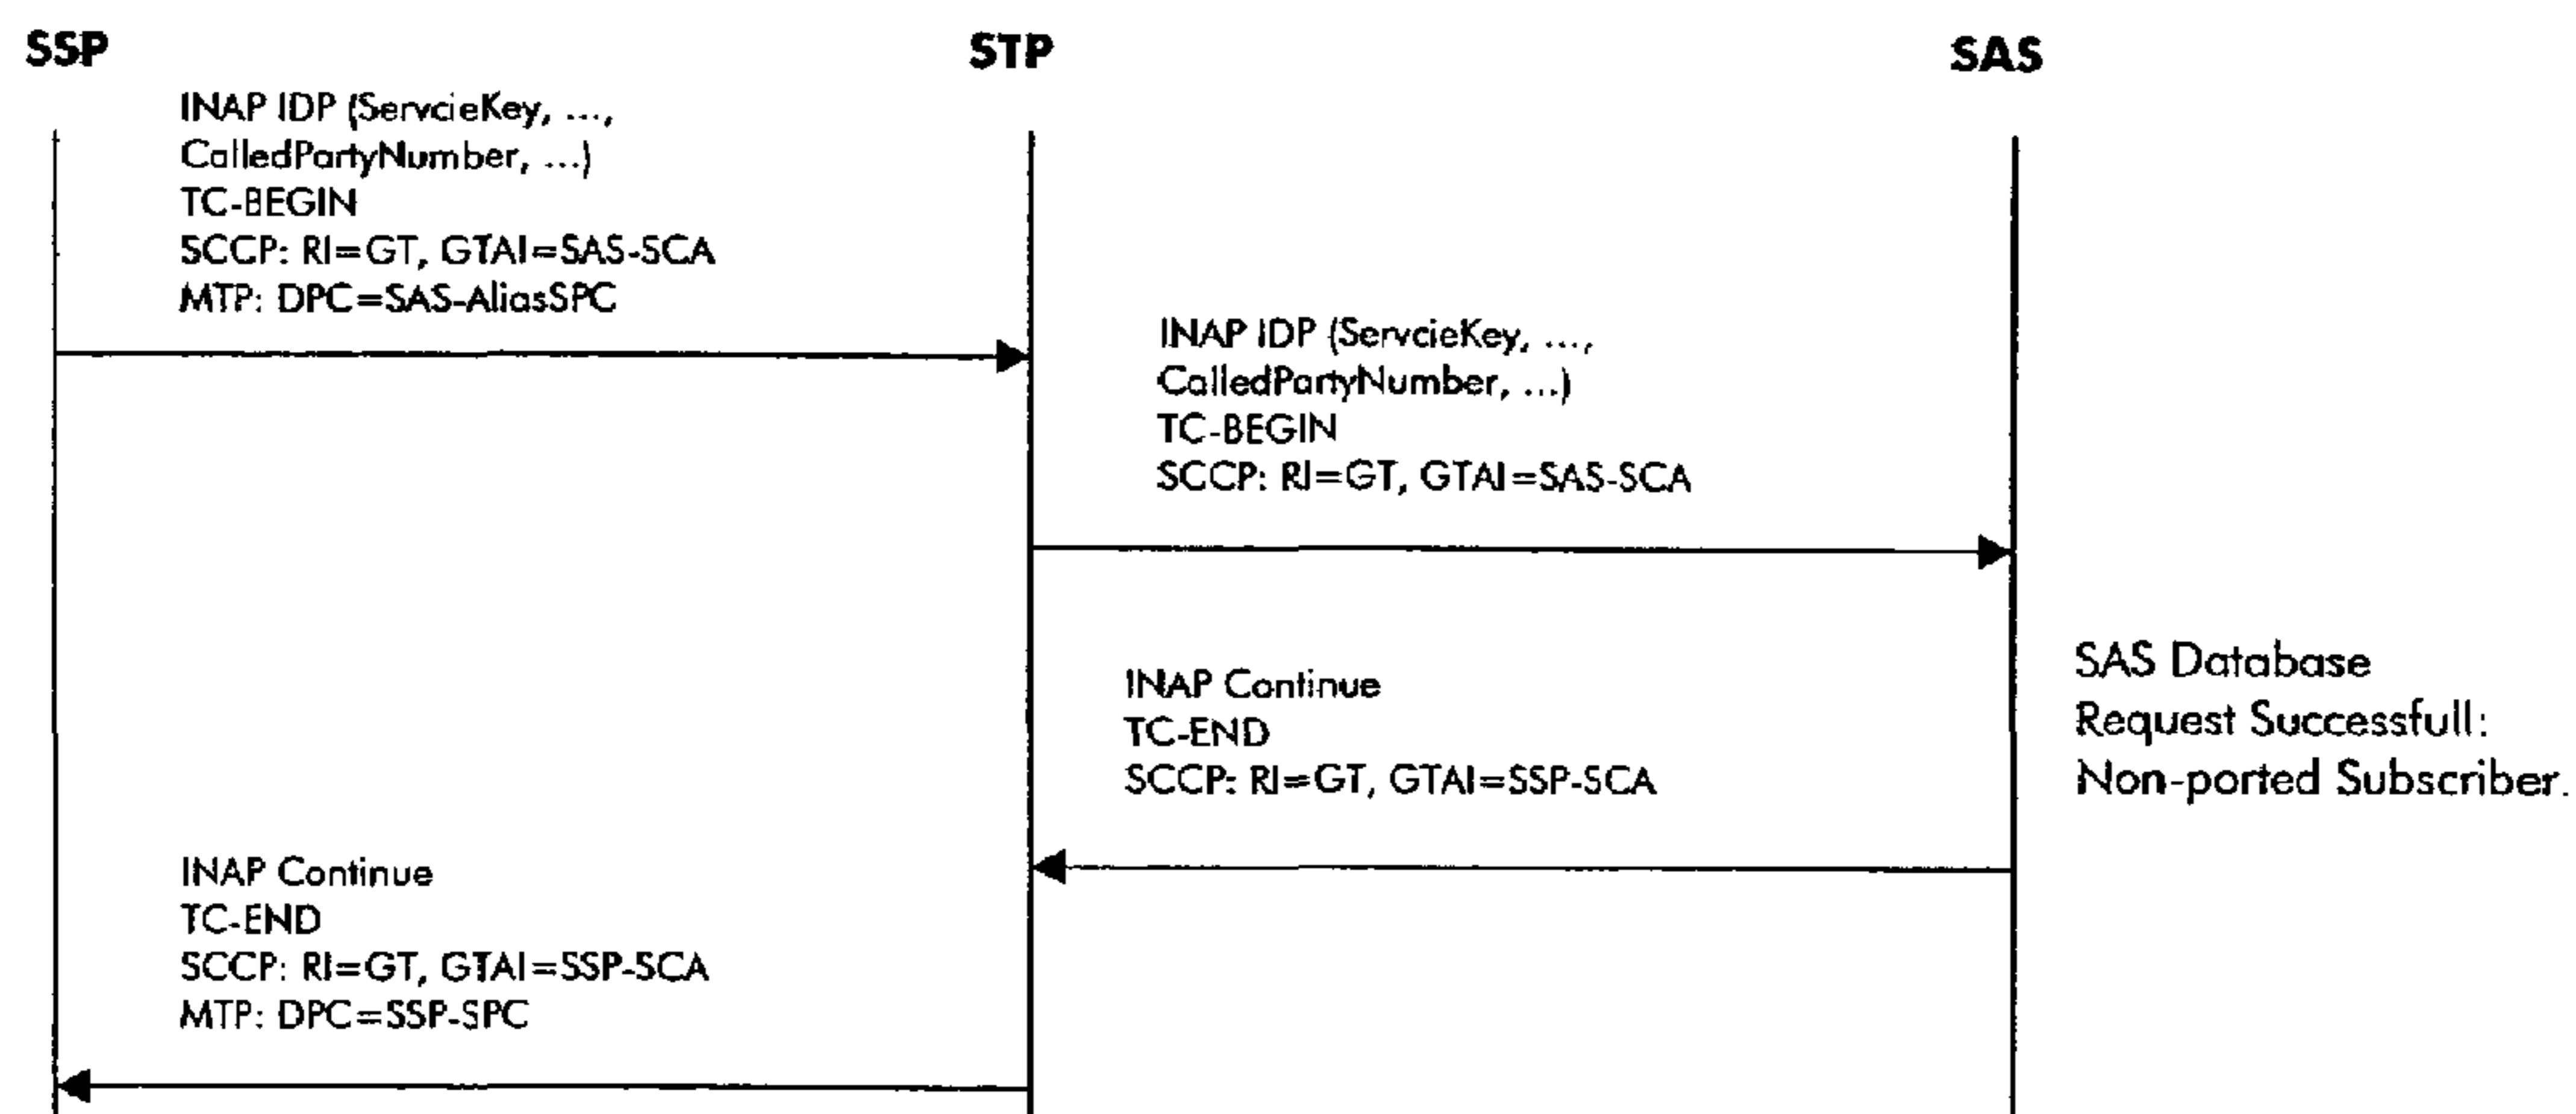 SSP
STP
SAS
INAP IDP (ServcieKey, ...,
CalledPartyNumber, ...)
TC-BEGIN
SCCP: RI=GT, GTAI=SAS-SCA
MTP: DPC=SAS-AliasSPC
INAP IDP (ServcieKey, ...,
CalledPartyNumber, ...)
TC-BEGIN
SCCP: RI=GT, GTAI=SAS-SCA
SAS Database
Request Successfull:
Non-ported Subscriber.
INAP Continue
TC-END
SCCP: RI=GT, GTAI=SSP-SCA
INAP Continue
TC-END
SCCP: RI=GT, GTAI=SSP-SCA
MTP: DPC=SSP-SPC